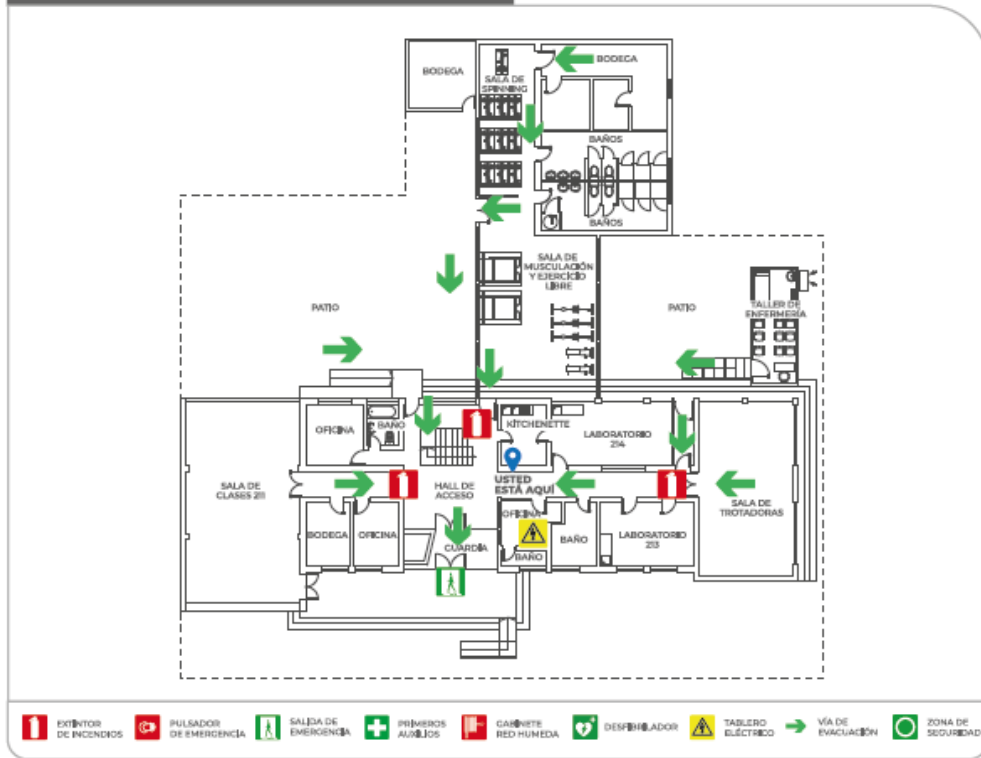 BODEGA
SALA DE
SPINNING
BODEGA
BAÑOS
BAÑOS
SALA DE
MUSCULACIÓN
Y EJERCICIO
LIBRE
PATIO
PATIO
TALLER DE
ENFERMERÍA
OFICINA
BAÑO
KITCHENETTE
LABORATORIO
214
SALA DE
CLASES 211
HALL DE
ACCESO
USTED
ESTÁ AQUÍ
SALA DE
TROTADORAS
BODEGA
OFICINA
GUARDÍA
OFICINA
BAÑO
BAÑO
LABORATORIO
213
EXTINTOR
DE INCENDIOS
PULSADOR
DE EMERGENCIA
SALIDA DE
EMERGENCIA
PRIMEROS
AUXILIOS
GABINETE
RED HUMEDA
DESFIBRILADOR
TABLERO
ELÉCTRICO
VÍA DE
EVACUACIÓN
ZONA DE
SEGURIDAD